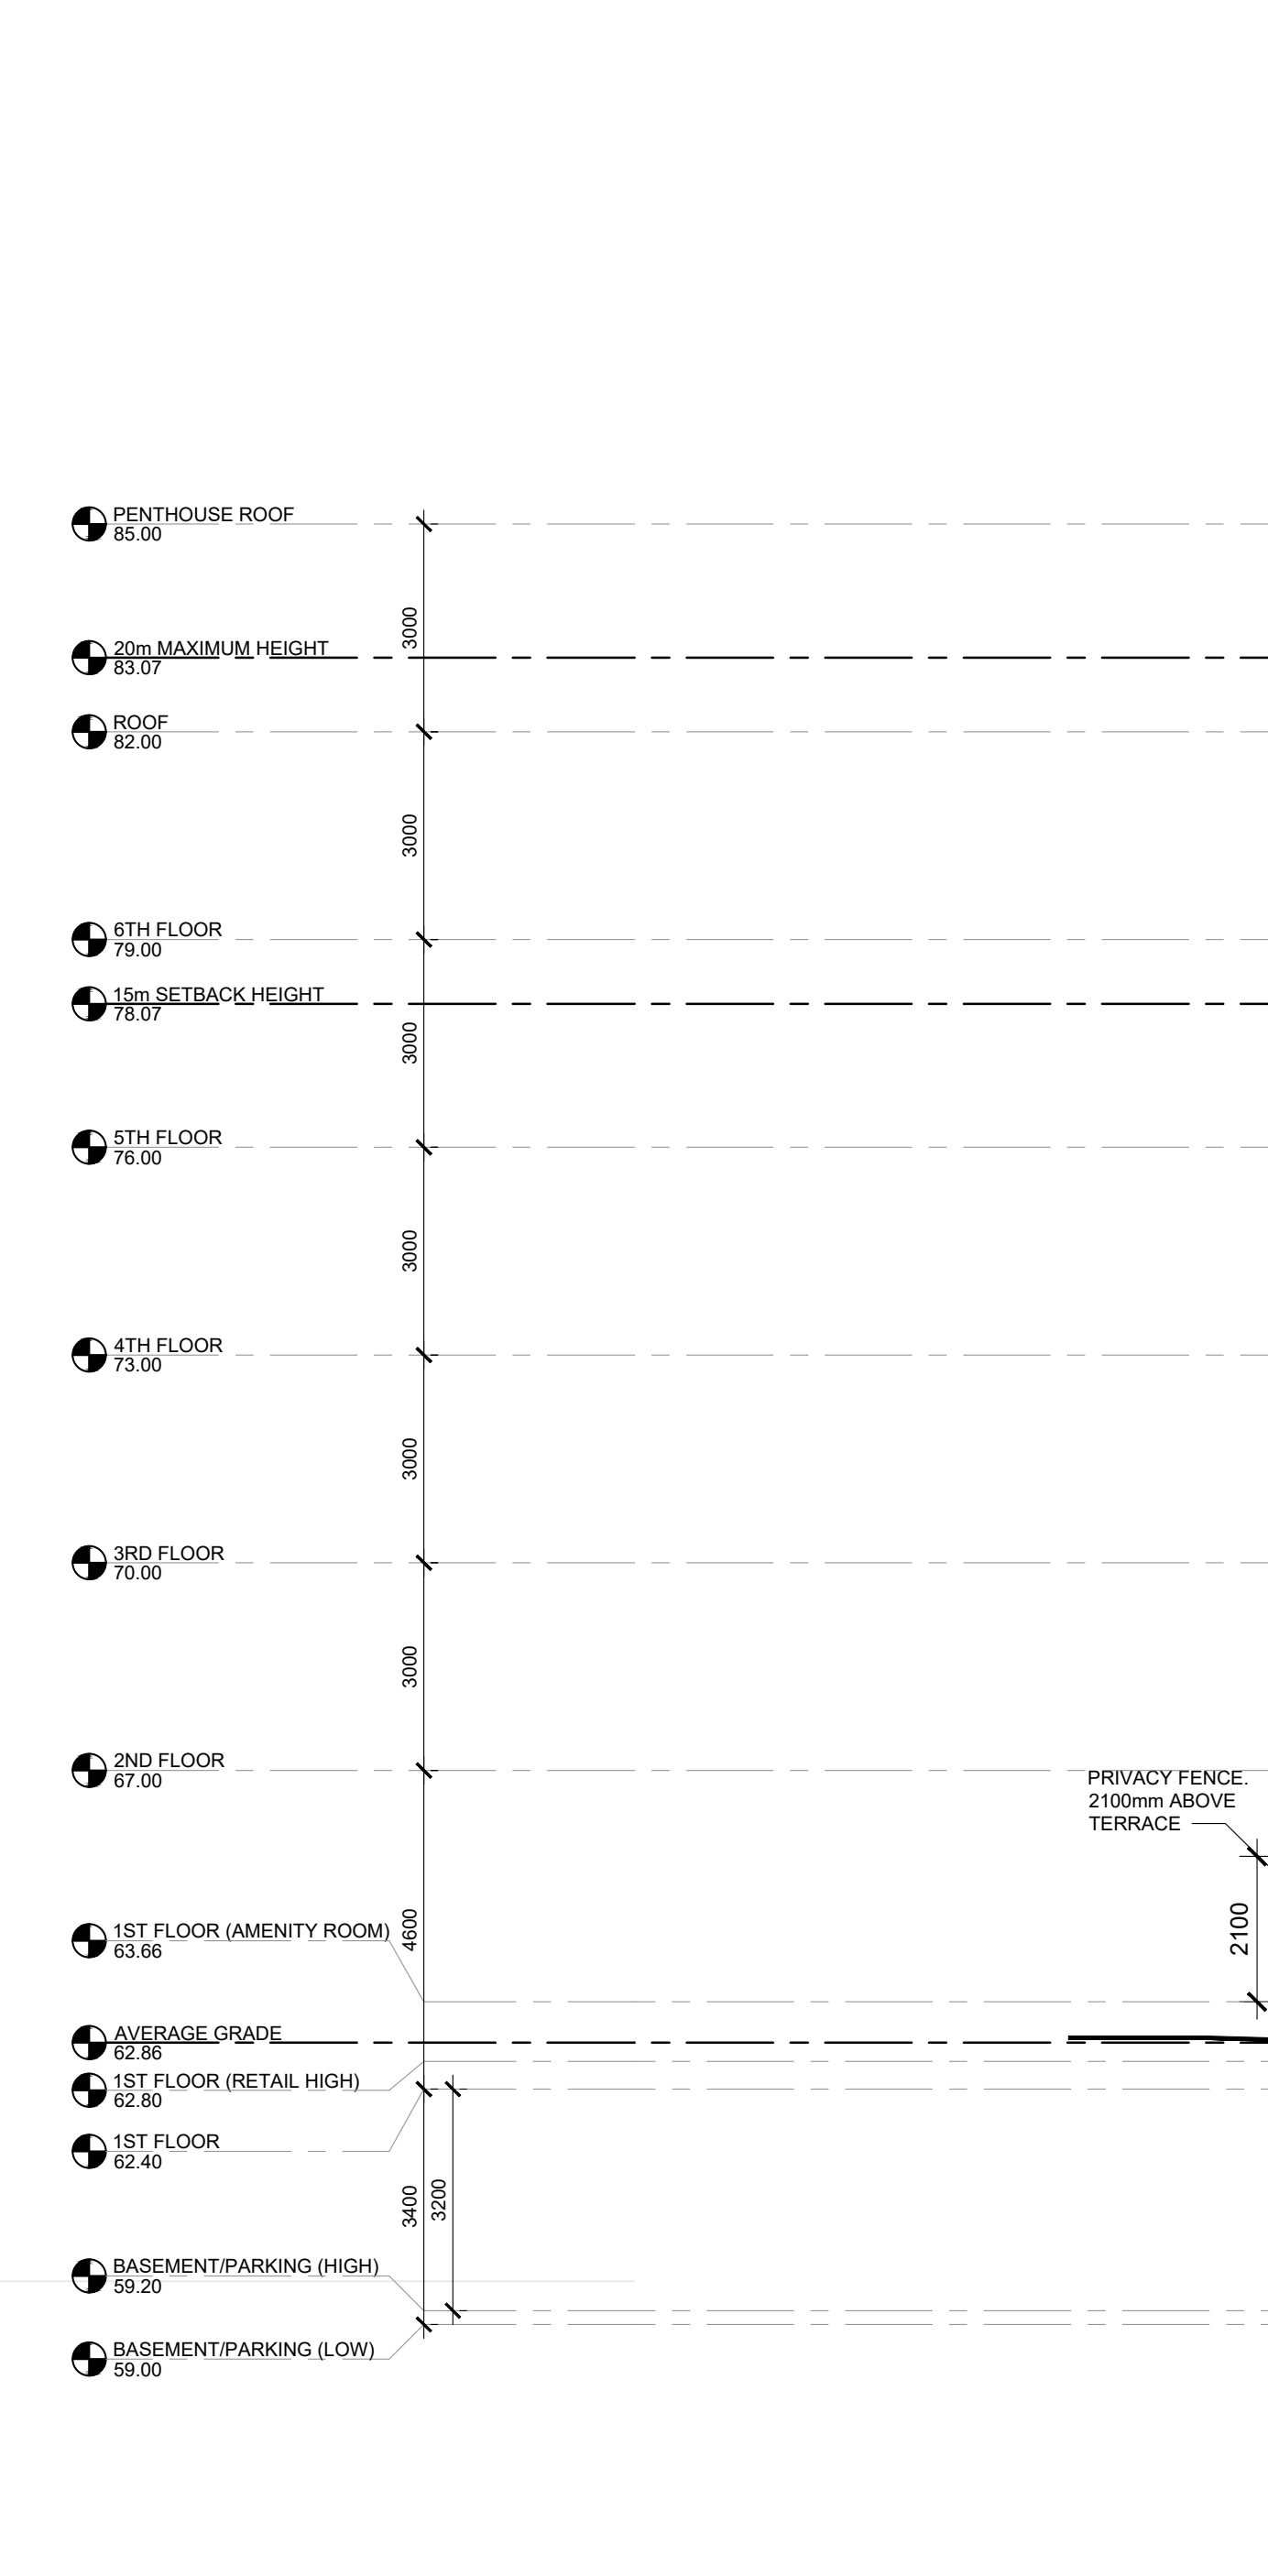 PENTHOUSE ROOF
85.00
3000
20m MAXIMUM HEIGHT
83.07
ROOF
82.00
3000
6TH FLOOR
79.00
15m SETBACK HEIGHT
78.07
3000
5TH FLOOR
76.00
3000
4TH FLOOR
73.00
3000
3RD FLOOR
70.00
3000
2ND FLOOR
67.00
PRIVACY FENCE.
2100mm ABOVE
TERRACE
2100
4600
1ST FLOOR (AMENITY ROOM)
63.66
AVERAGE GRADE
62.86
1ST FLOOR (RETAIL HIGH)
62.80
1ST FLOOR
62.40
3400
3200
BASEMENT/PARKING (HIGH)
59.20
BASEMENT/PARKING (LOW)
59.00